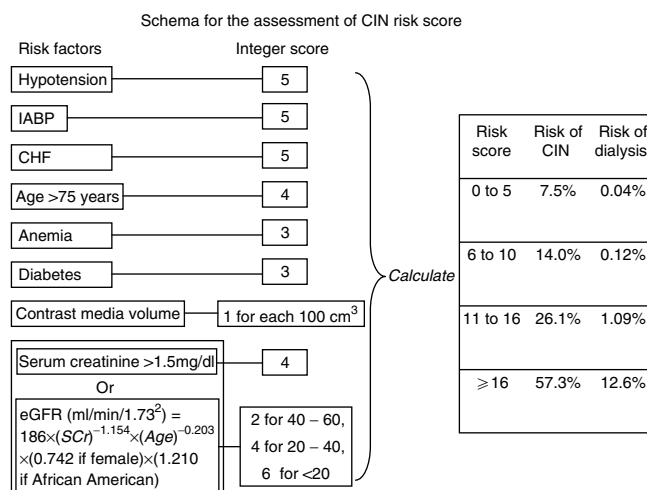 Schema for the assessment of CIN risk score
Risk factors
Integer score
Hypotension
5
IABP
5
CHF
5
Age >75 years
4
Anemia
3
Diabetes
3
Contrast media volume
1 for each 100 cm³
Serum creatinine >1.5mg/dl
4
Or
eGFR (ml/min/1.73²) =
186×(SCr)⁻¹·¹⁵⁴×(Age)⁻⁰·²⁰³
×(0.742 if female)×(1.210
if African American)
2 for 40 – 60,
4 for 20 – 40,
6 for <20
Calculate
Risk score Risk of CIN Risk of dialysis
0 to 5 7.5% 0.04%
6 to 10 14.0% 0.12%
11 to 16 26.1% 1.09%
⩾16 57.3% 12.6%